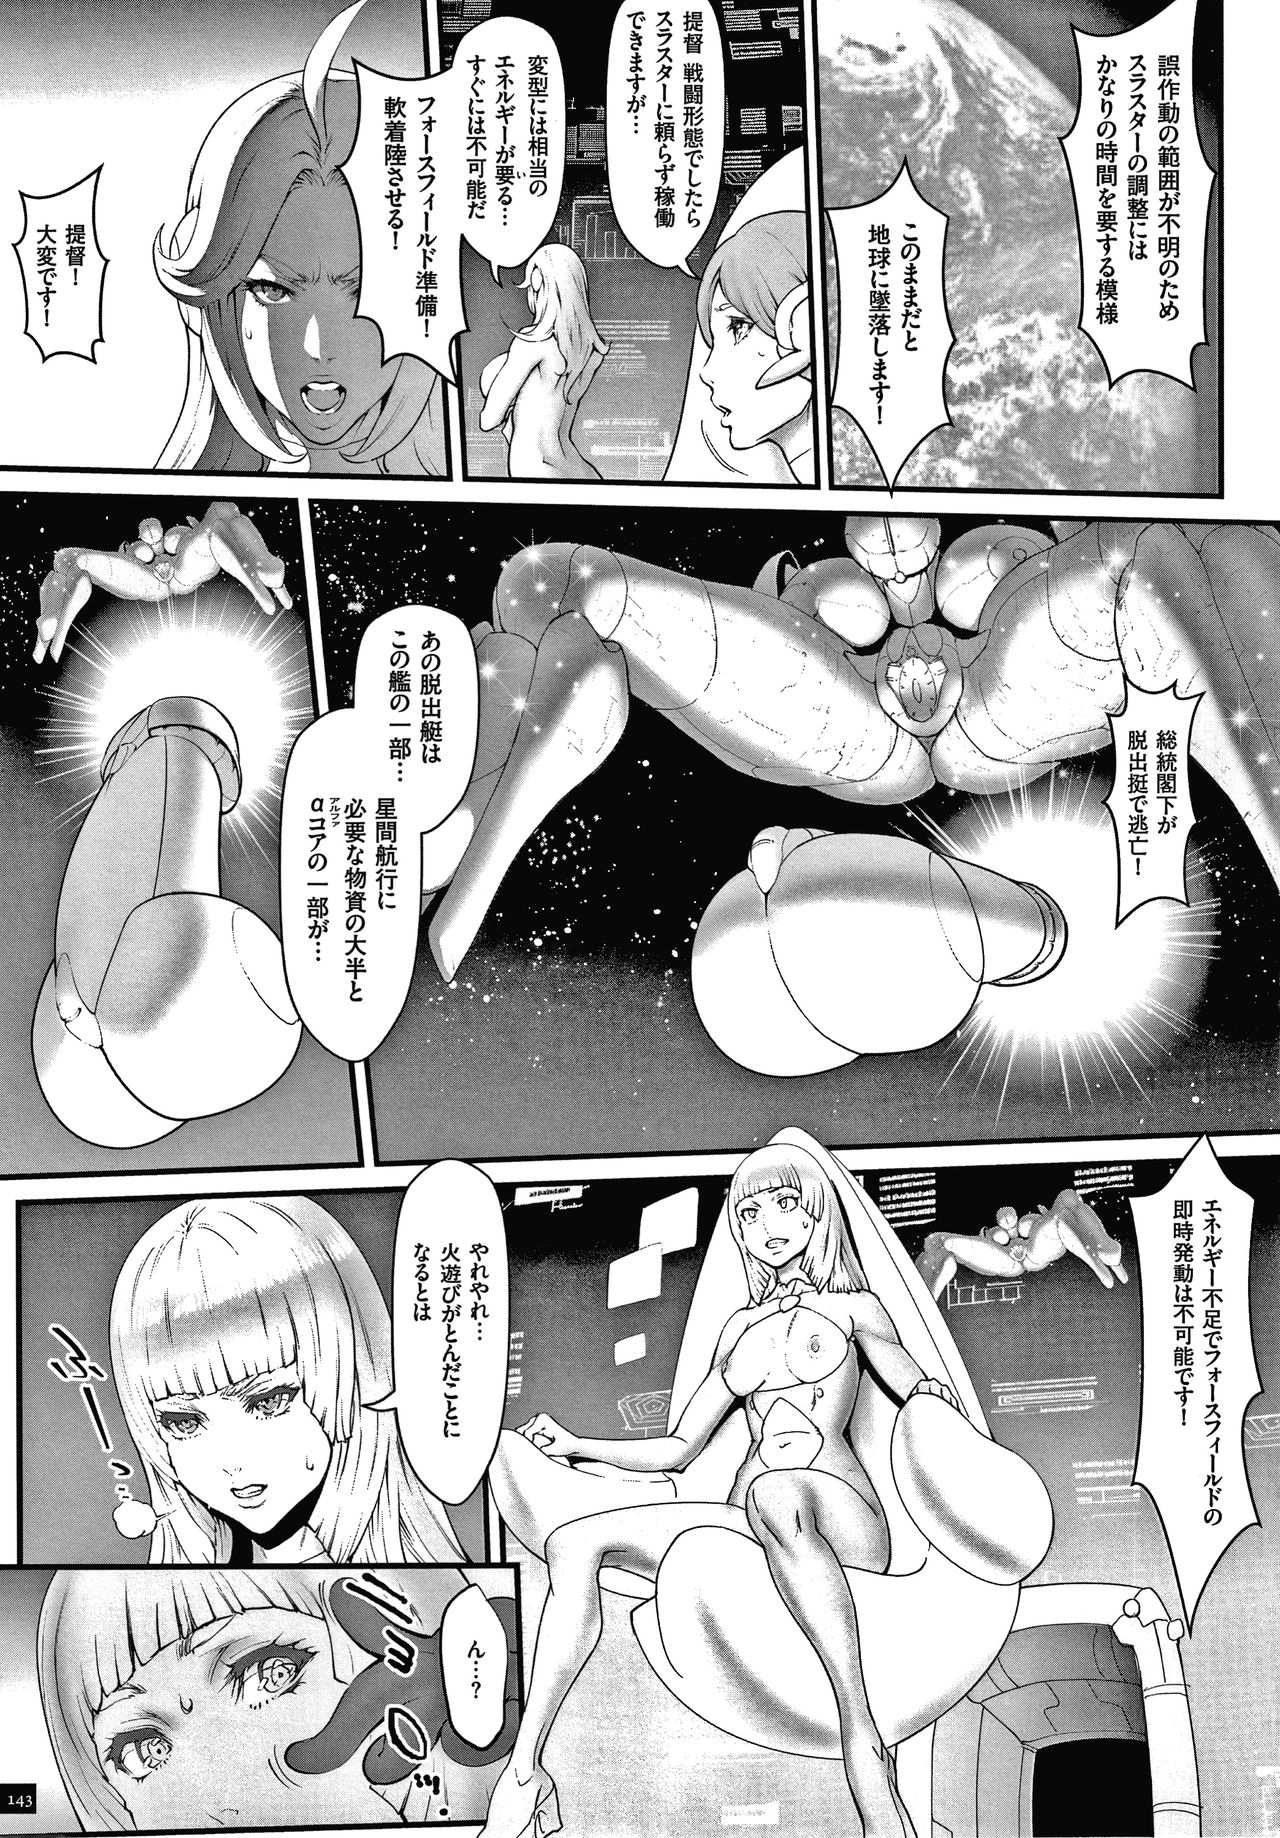 誤作動の範囲が不明のため
スラスターの調整には
かなりの時間を要する模様
このままだと
地球に墜落します!
提督 戦闘形態でしたら
スラスターに頼らず稼働
できますが…
変型には相当の
エネルギーが要る…
い
すぐには不可能だ
フォースフィールド準備!
軟着陸させる!
提督!
大変です!
総統閣下が
脱出挺で逃亡!
あの脱出艇は
この艦の一部…
星間航行に
必要な物資の大半と
αコアの一部が…
アルファ
エネルギー不足でフォースフィールドの
即時発動は不可能です!
やれやれ…
火遊びがとんだことに
なるとは
ふー…
ん…?
143